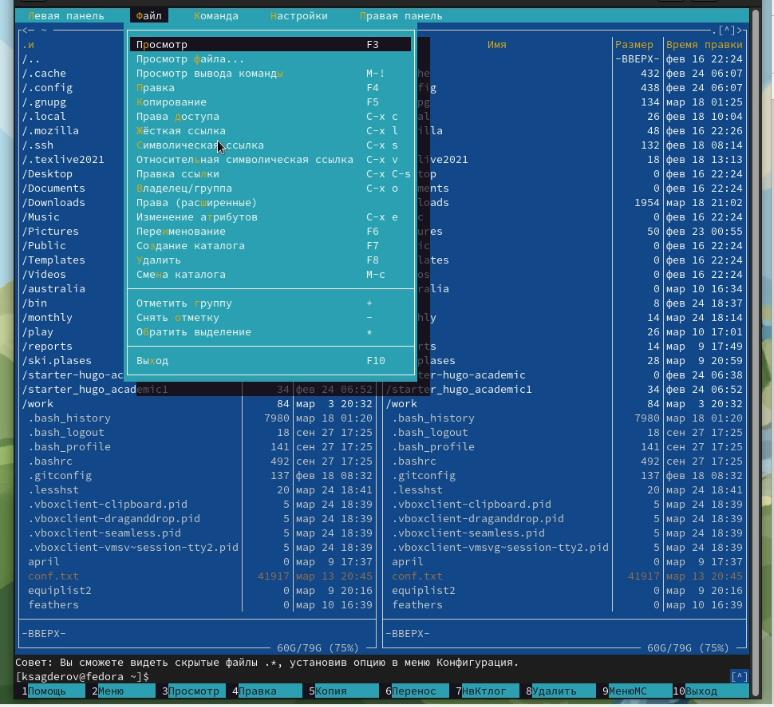 Левая панель Файл Команда Настройки Правая панель
<— ~ .[^]>
.и Имя Размер Время правки
Просмотр F3
/.. Просмотр файла... -ВВЕРХ- фев 16 22:24
/.cache Просмотр вывода команды M-! he 432 фев 24 06:07
/.config Правка F4 ig 438 фев 24 06:07
/.gnupg Копирование F5 pg 134 мар 18 01:25
/.local Права доступа C-x c al 26 фев 18 10:04
/.mozilla Жёсткая ссылка C-x l lla 48 фев 16 22:26
/.ssh Символическая ссылка C-x s 132 фев 18 08:14
/.texlive2021 Относительная символическая ссылка C-x v live2021 18 фев 18 13:13
/Desktop Правка ссылки C-x C-s top 0 фев 16 22:24
/Documents Владелец/группа C-x o ments 0 фев 16 22:24
/Downloads Права (расширенные) oads 1954 мар 18 21:02
/Music Изменение атрибутов C-x e 0 фев 16 22:24
/Pictures Переименование F6 res 50 фев 23 00:55
/Public Создание каталога F7 ic 0 фев 16 22:24
/Templates Удалить F8 lates 0 фев 16 22:24
/Videos Смена каталога M-c os 0 фев 16 22:24
/australia alia 0 мар 10 16:34
/bin Отметить группу + 8 фев 24 18:37
/monthly Снять отметку - ly 14 мар 24 18:14
/play Обратить выделение * 26 мар 10 17:01
/reports ts 14 мар 9 17:49
/ski.plases Выход F10 lases 28 мар 9 20:59
/starter_hugo-ac er_hugo-academic 0 фев 24 06:38
/starter_hugo_academic1 34 фев 24 06:52 /starter_hugo_academic1 34 фев 24 06:52
/work 84 мар 3 20:32 /work 84 мар 3 20:32
.bash_history 7980 мар 18 01:20 .bash_history 7980 мар 18 01:20
.bash_logout 18 сен 27 17:25 .bash_logout 18 сен 27 17:25
.bash_profile 141 сен 27 17:25 .bash_profile 141 сен 27 17:25
.bashrc 492 сен 27 17:25 .bashrc 492 сен 27 17:25
.gitconfig 137 фев 18 08:32 .gitconfig 137 фев 18 08:32
.lesshst 20 мар 24 18:41 .lesshst 20 мар 24 18:41
.vboxclient-clipboard.pid 5 мар 24 18:39 .vboxclient-clipboard.pid 5 мар 24 18:39
.vboxclient-draganddrop.pid 5 мар 24 18:39 .vboxclient-draganddrop.pid 5 мар 24 18:39
.vboxclient-seamless.pid 5 мар 24 18:39 .vboxclient-seamless.pid 5 мар 24 18:39
.vboxclient-vmsv~session-tty2.pid 5 мар 24 18:39 .vboxclient-vmsvg~session-tty2.pid 5 мар 24 18:39
april 0 мар 9 17:37 april 0 мар 9 17:37
conf.txt 41917 мар 13 20:45 conf.txt 41917 мар 13 20:45
equiplist2 0 мар 9 20:16 equiplist2 0 мар 9 20:16
feathers 0 мар 10 16:39 feathers 0 мар 10 16:39
-ВВЕРХ- -ВВЕРХ-
60G/79G (75%) 60G/79G (75%)
Совет: Вы сможете видеть скрытые файлы .*, установив опцию в меню Конфигурация.
[ksagderov@fedora ~]$ [^]
1Помощь 2Меню 3Просмотр 4Правка 5Копия 6Перенос 7НвКтлог 8Удалить 9МенюMC 10Выход